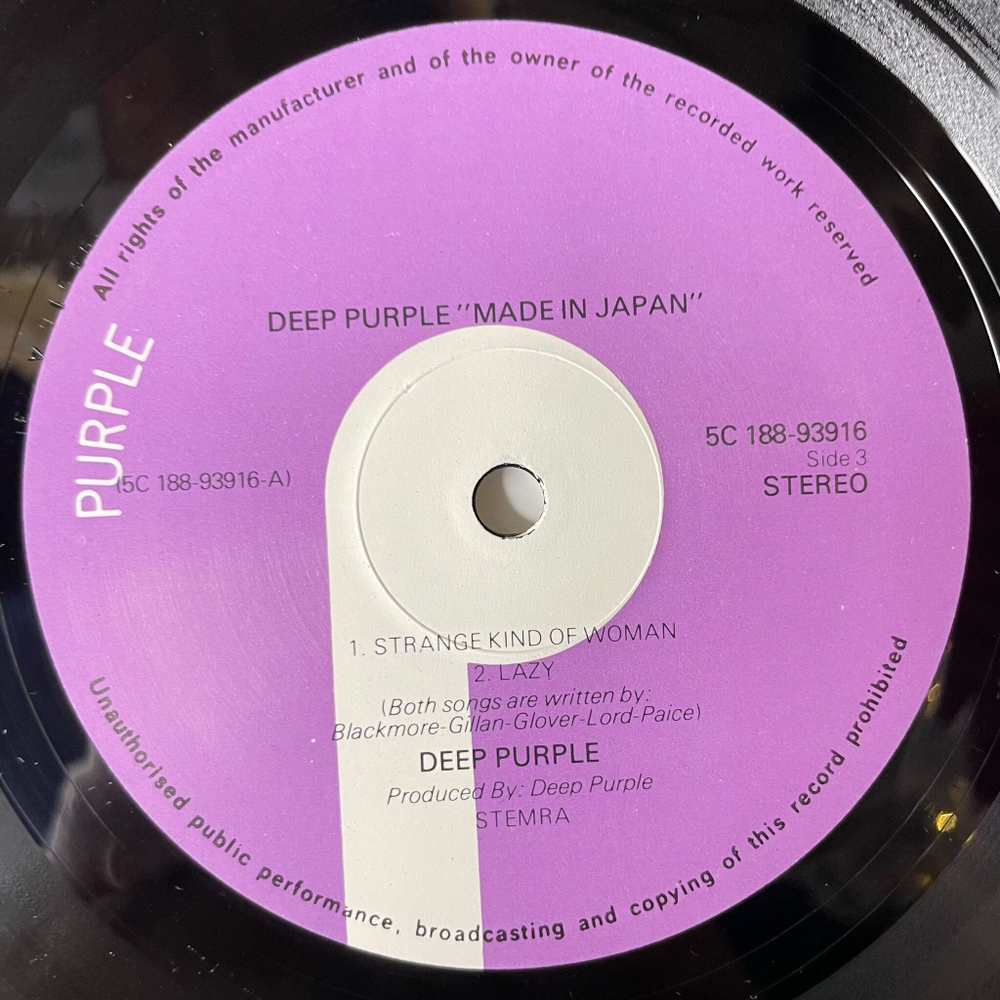 All rights of the manufacturer and of the owner of the recorded work reserved
DEEP PURPLE "MADE IN JAPAN"
PURPLE
5C 188-93916
Side 3
(5C 188-93916-A)
STEREO
1. STRANGE KIND OF WOMAN
2. LAZY
(Both songs are written by:
Blackmore-Gillan-Glover-Lord-Paice)
DEEP PURPLE
Produced By: Deep Purple
STEMRA
Unauthorised public performance, broadcasting and copying of this record prohibited